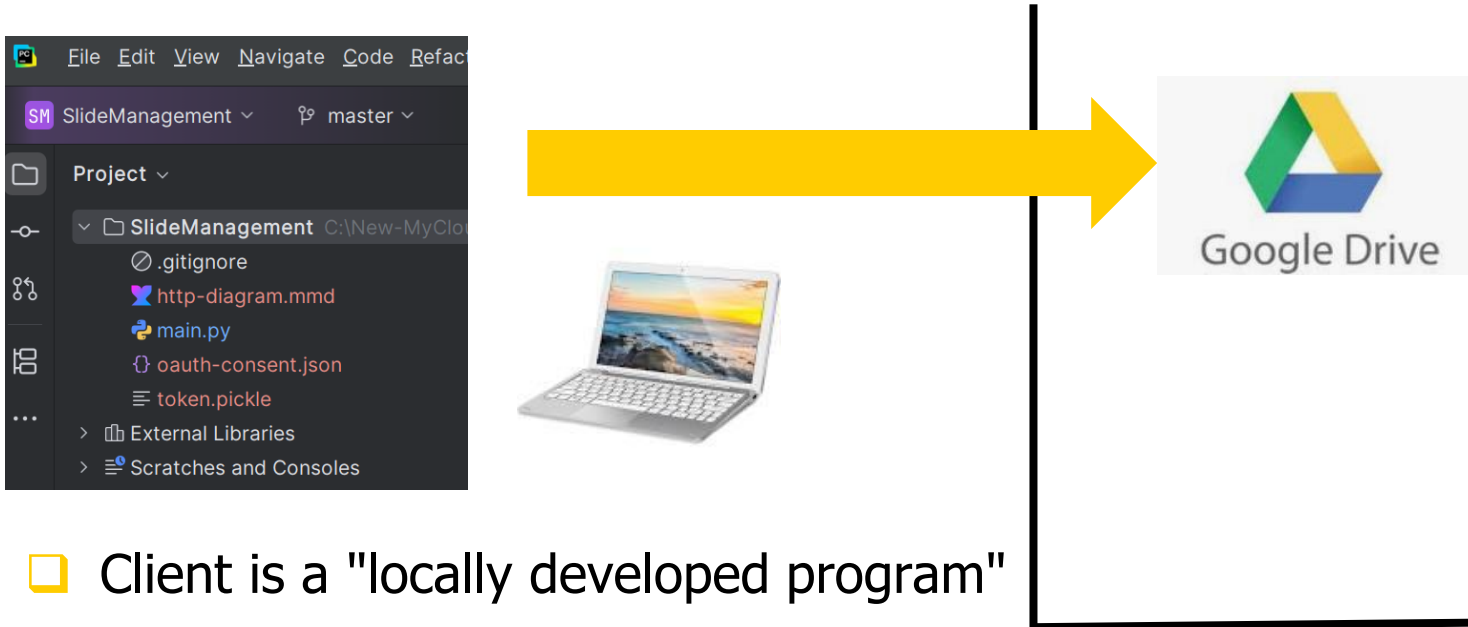 PC
File Edit View Navigate Code Refact
SM SlideManagement master
Project
SlideManagement C:\New-MyClou
.gitignore
http-diagram.mmd
main.py
{} oauth-consent.json
token.pickle
External Libraries
Scratches and Consoles
Google Drive
Client is a "locally developed program"